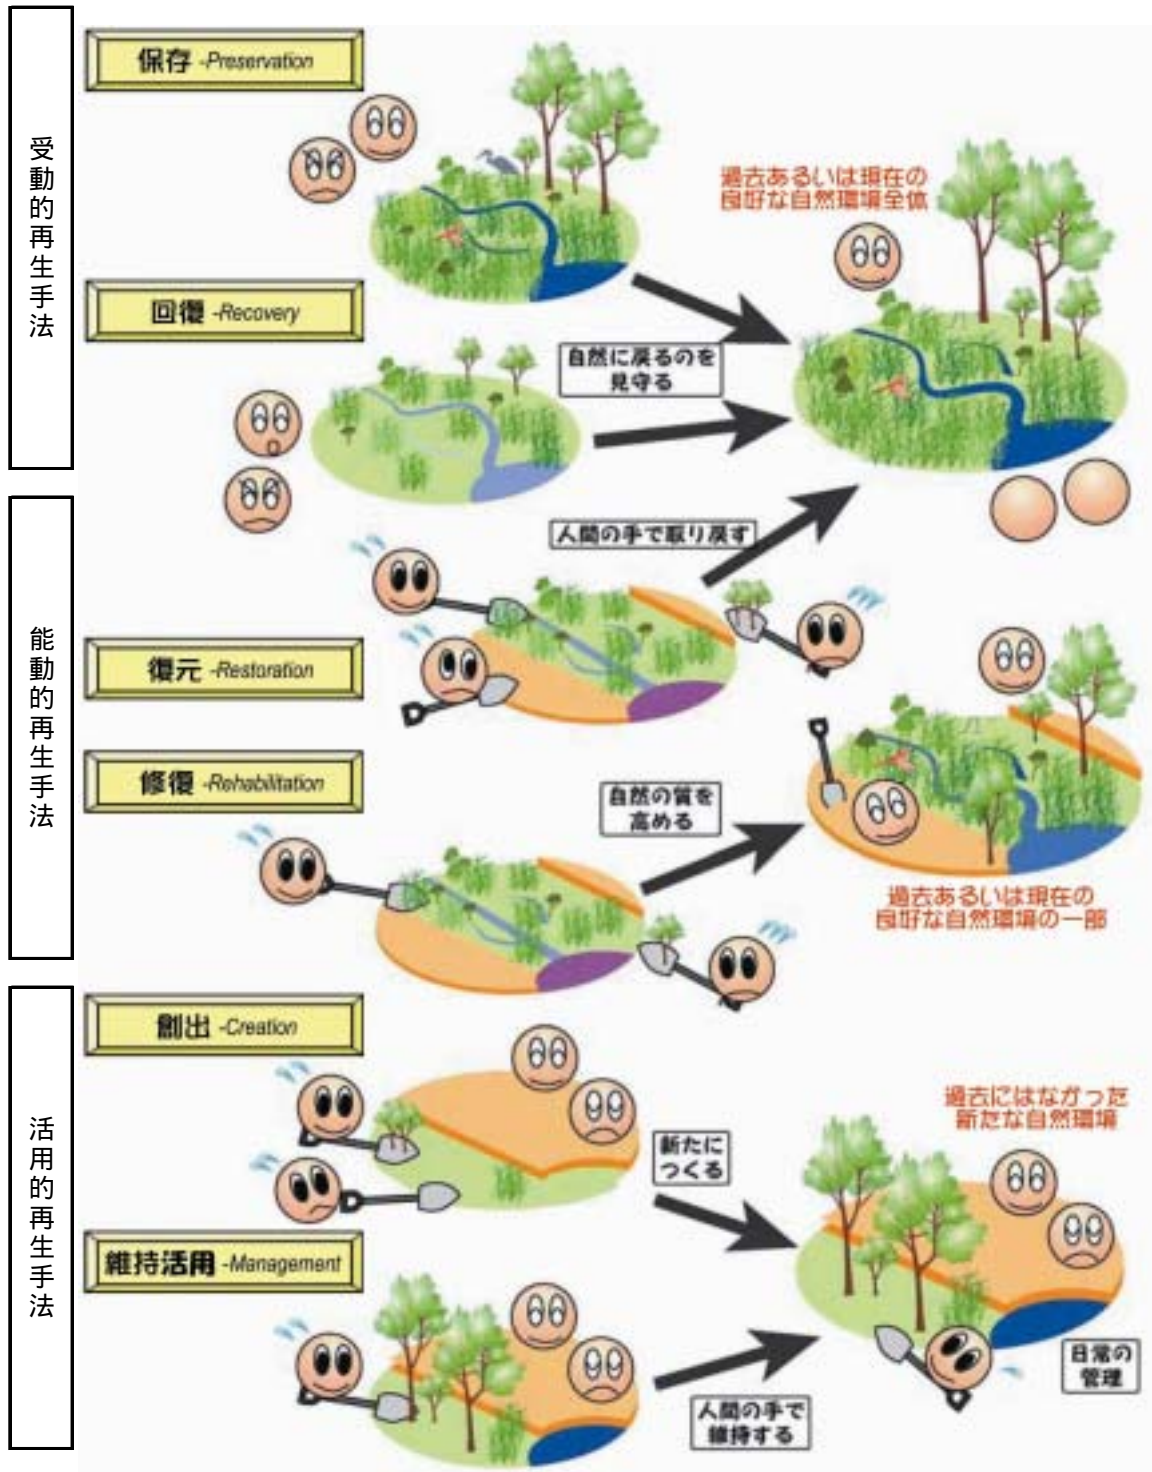 受動的再生手法
保存 -Preservation
過去あるいは現在の
良好な自然環境全体
回復 -Recovery
自然に戻るのを
見守る
能動的再生手法
人間の手で取り戻す
復元 -Restoration
修復 -Rehabilitation
自然の質を
高める
過去あるいは現在の
良好な自然環境の一部
活用的再生手法
創出 -Creation
過去にはなかった
新たな自然環境
新たに
つくる
維持活用 -Management
日常の
管理
人間の手で
維持する